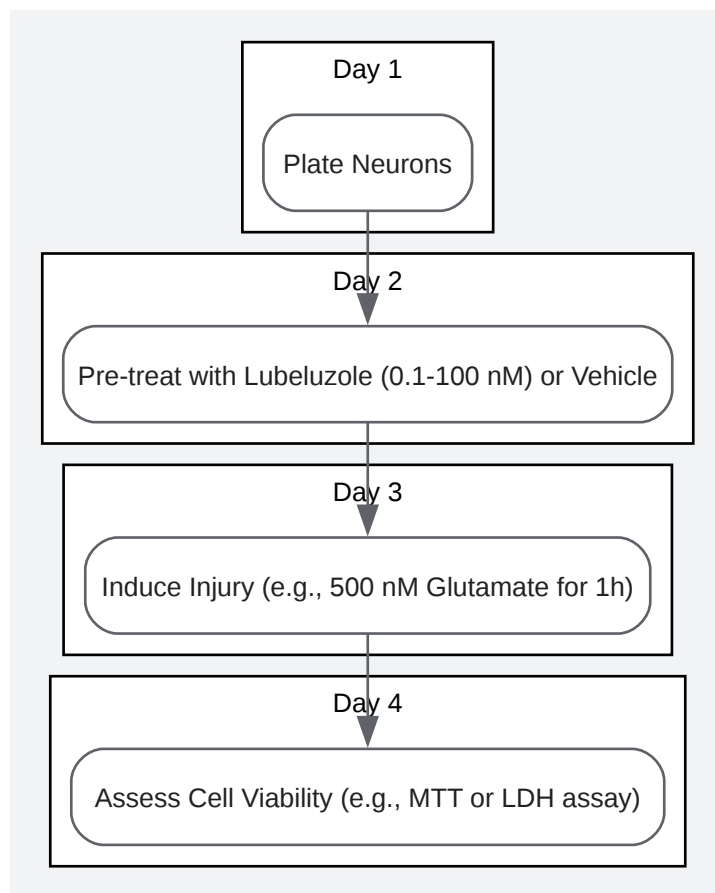 Day 1
Plate Neurons
Day 2
Pre-treat with Lubeluzole (0.1-100 nM) or Vehicle
Day 3
Induce Injury (e.g., 500 nM Glutamate for 1h)
Day 4
Assess Cell Viability (e.g., MTT or LDH assay)